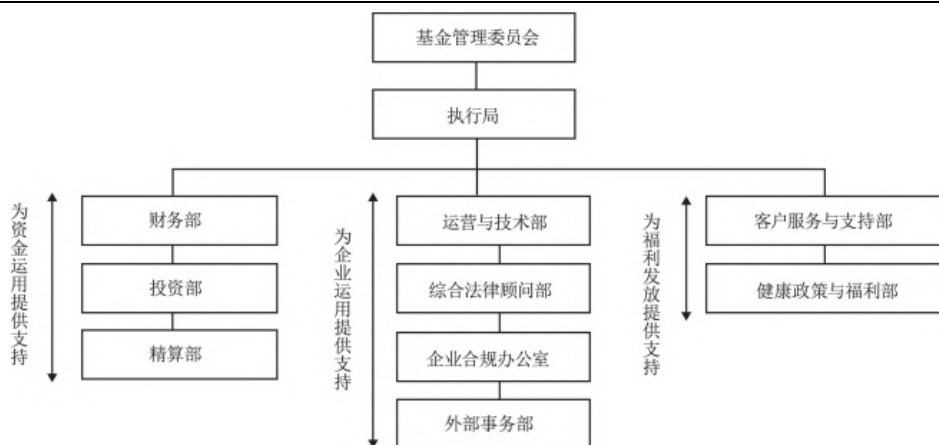 基金管理委员会
执行局
为资金运用提供支持
财务部
投资部
精算部
为企业运用提供支持
运营与技术部
综合法律顾问部
企业合规办公室
外部事务部
为福利发放提供支持
客户服务与支持部
健康政策与福利部